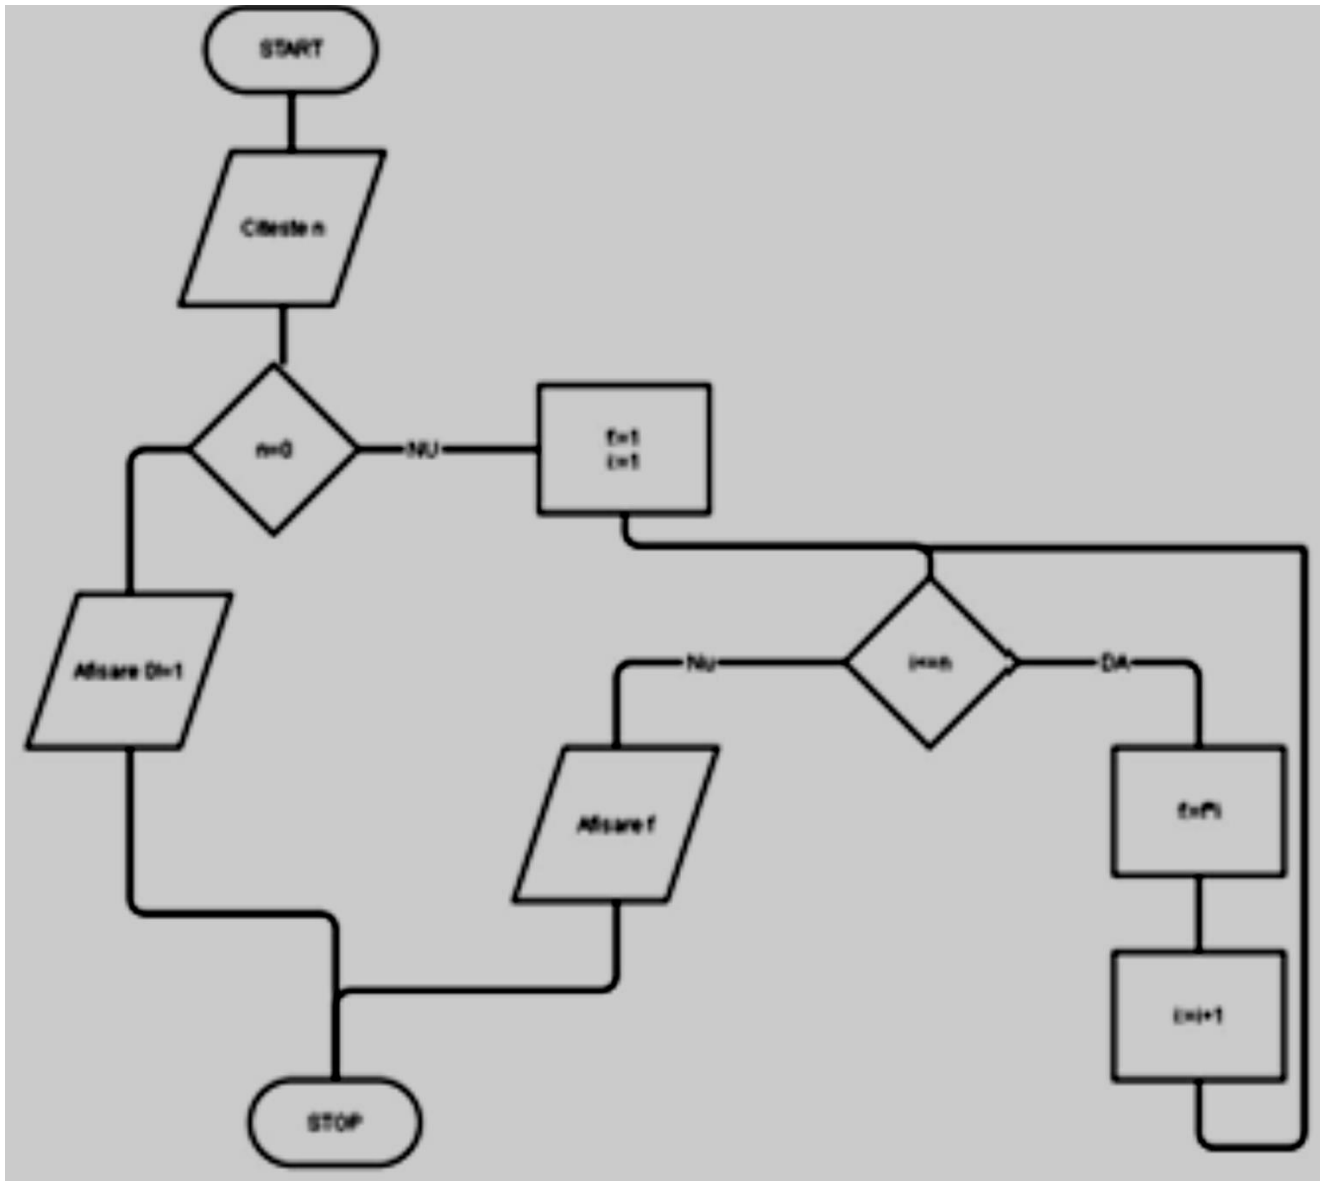 START
Citeste n
n=0
NU
f:=1
i:=1
i<=n
Nu
DA
Afisare 0!=1
Afisare f
f:=f*i
i:=i+1
STOP